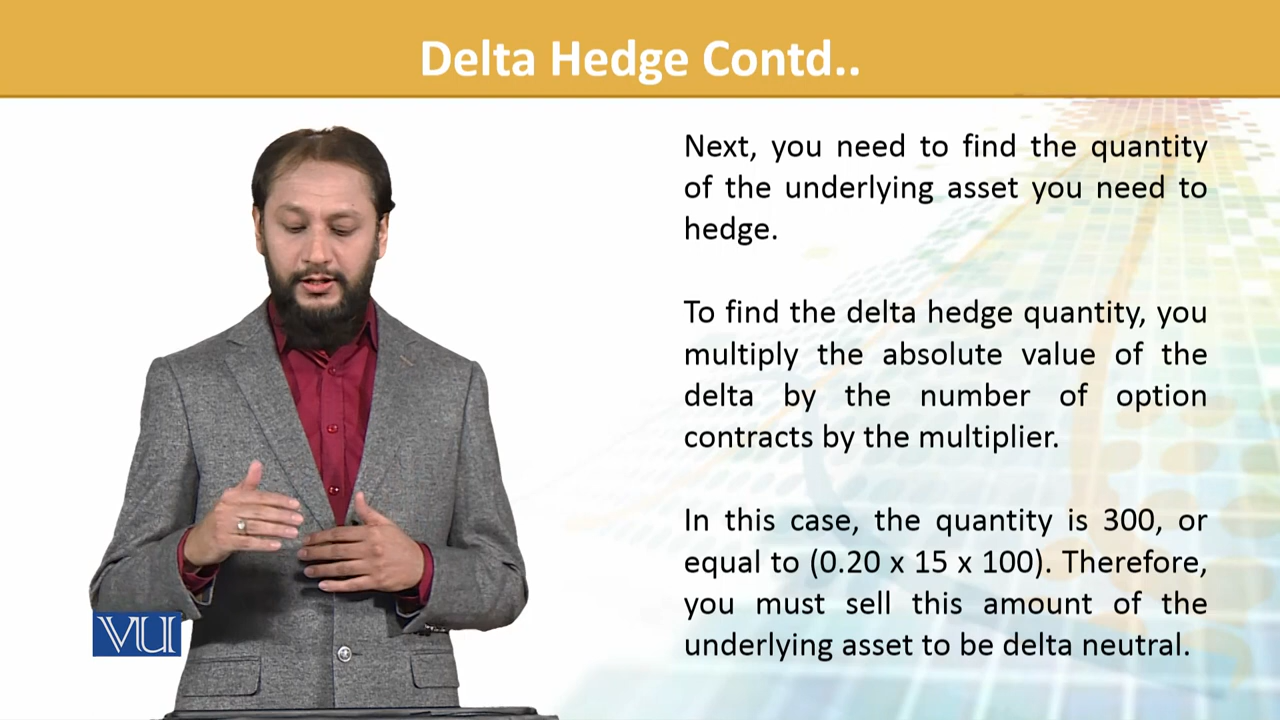 Delta Hedge Contd..
Next, you need to find the quantity
of the underlying asset you need to
hedge.
To find the delta hedge quantity, you
multiply the absolute value of the
delta by the number of option
contracts by the multiplier.
In this case, the quantity is 300, or
equal to (0.20 x 15 x 100). Therefore,
you must sell this amount of the
underlying asset to be delta neutral.
VU